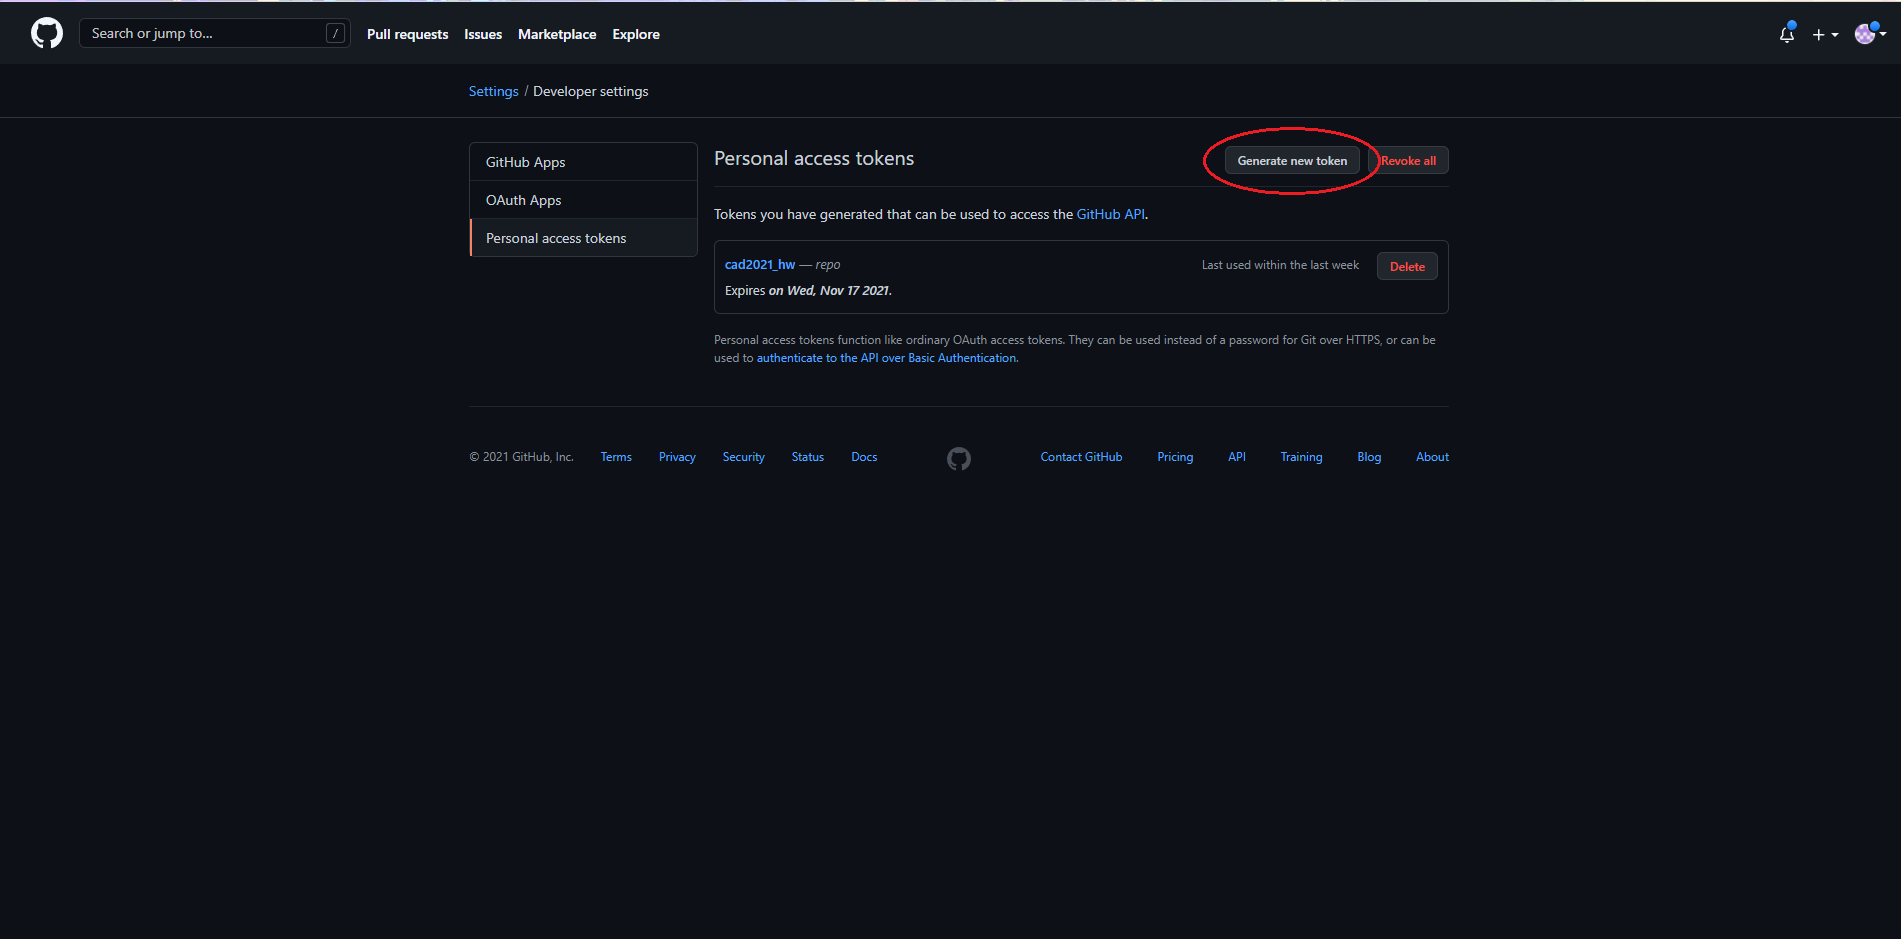 Search or jump to... /
Pull requests Issues Marketplace Explore
Settings / Developer settings
GitHub Apps
OAuth Apps
Personal access tokens
Personal access tokens
Generate new token Revoke all
Tokens you have generated that can be used to access the GitHub API.
cad2021_hw — repo Last used within the last week Delete
Expires on Wed, Nov 17 2021.
Personal access tokens function like ordinary OAuth access tokens. They can be used instead of a password for Git over HTTPS, or can be
used to authenticate to the API over Basic Authentication.
© 2021 GitHub, Inc. Terms Privacy Security Status Docs Contact GitHub Pricing API Training Blog About